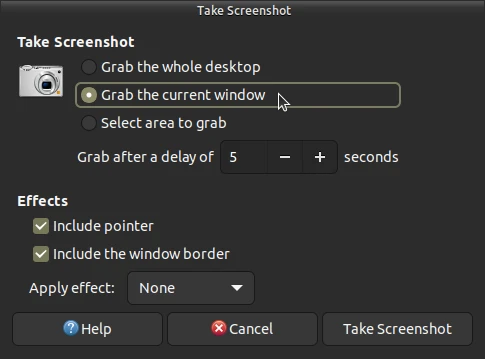 Take Screenshot
Take Screenshot
Grab the whole desktop
Grab the current window
Select area to grab
Grab after a delay of 5 − + seconds
Effects
Include pointer
Include the window border
Apply effect: None
Help Cancel Take Screenshot